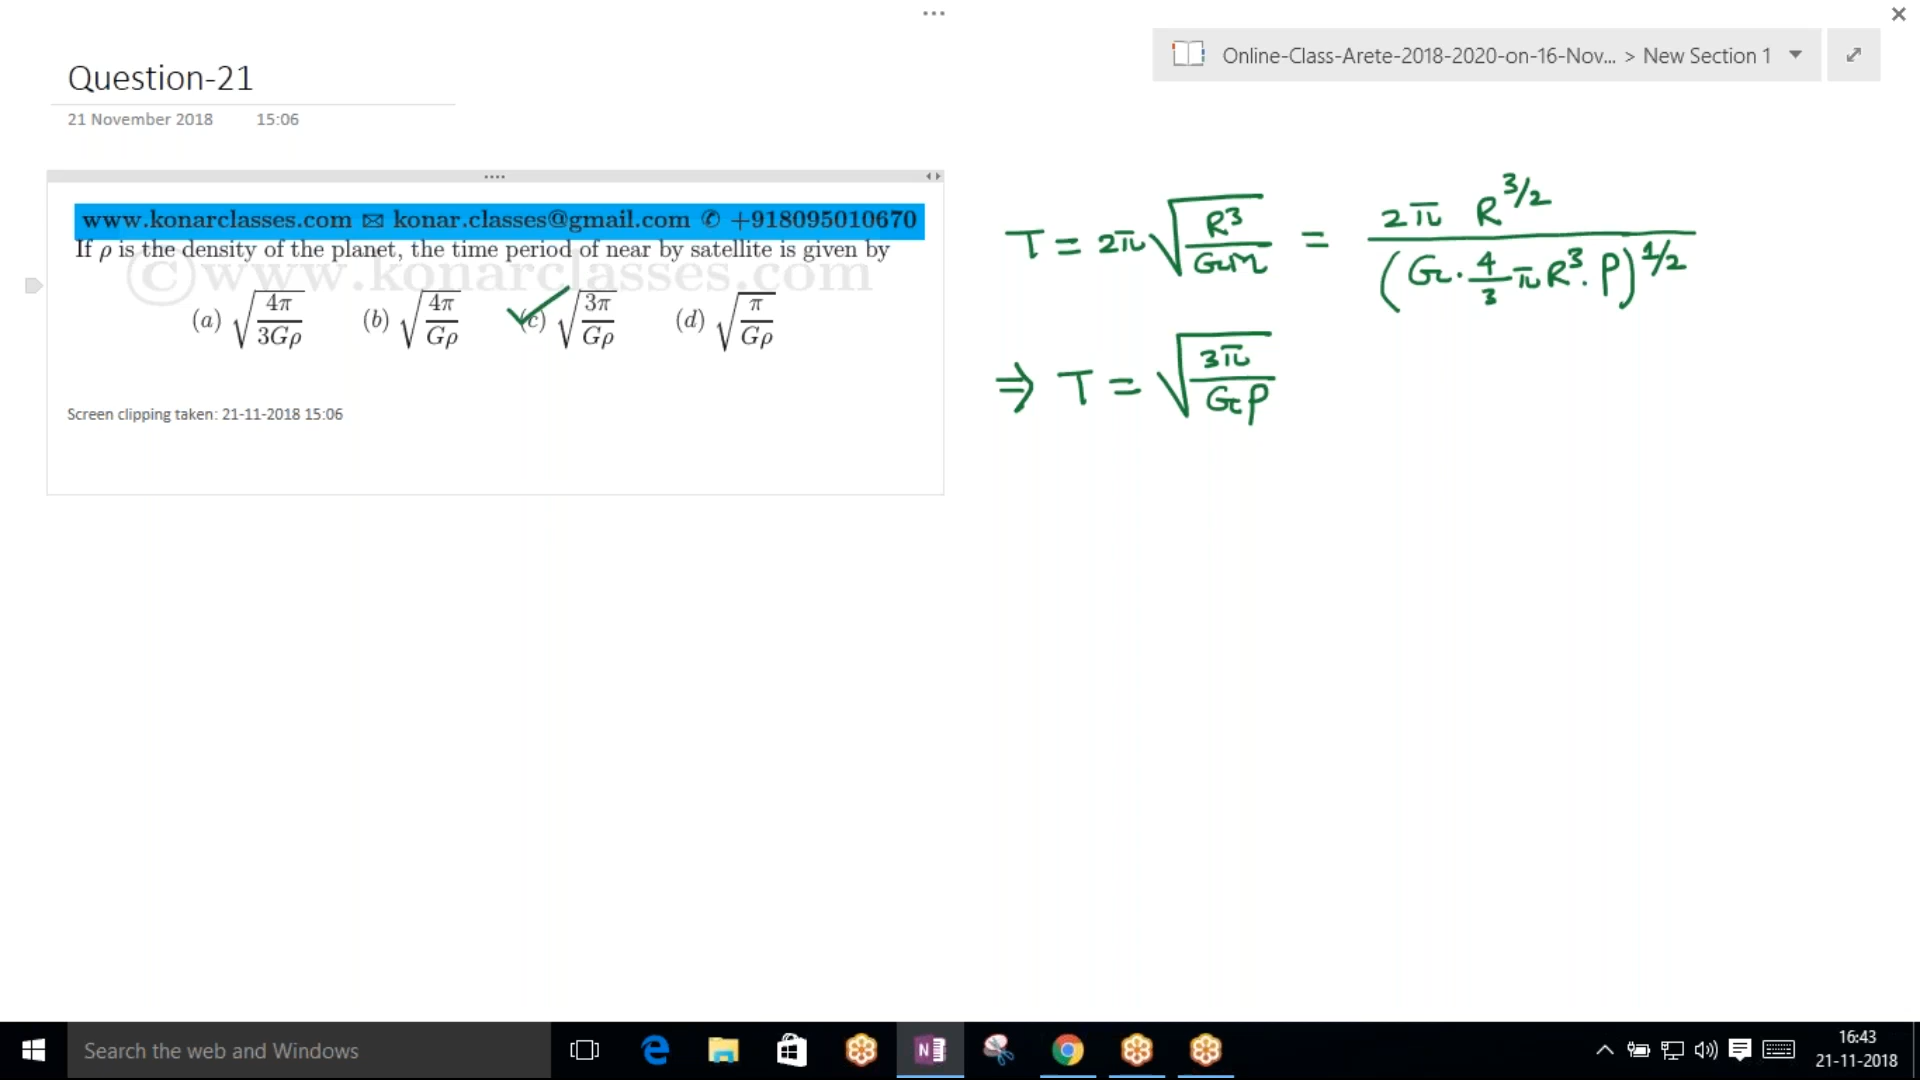 Online-Class-Arete-2018-2020-on-16-Nov... > New Section 1
Question-21
21 November 2018 15:06
www.konarclasses.com ✉ konar.classes@gmail.com ✆ +918095010670
If ρ is the density of the planet, the time period of near by satellite is given by
©www.konarclasses.com
(a) √(4π/3Gρ) (b) √(4π/Gρ) (c) √(3π/Gρ) (d) √(π/Gρ)
Screen clipping taken: 21-11-2018 15:06
T = 2π √(R³/GM) = 2π R^3/2 / (G · 4/3 π R³ · ρ)^1/2
⇒ T = √(3π/Gρ)
Search the web and Windows
16:43
21-11-2018